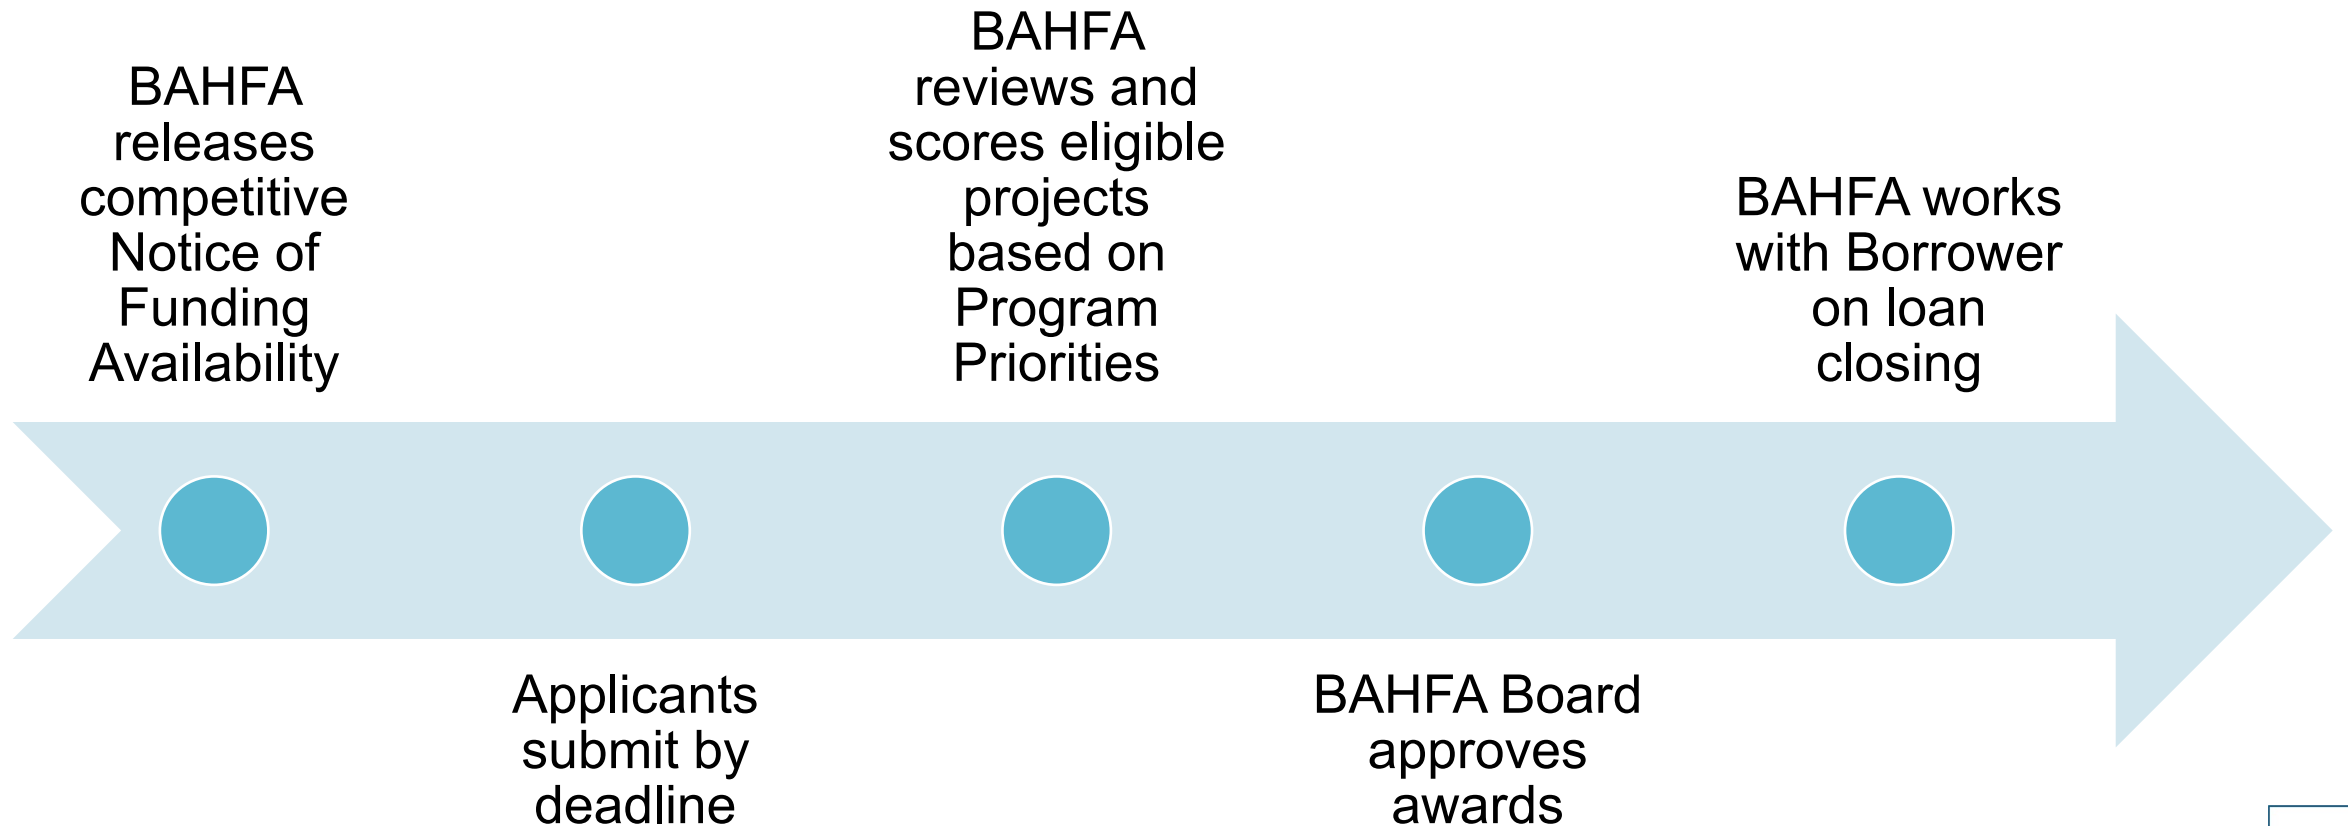 BAHFA
releases
competitive
Notice of
Funding
Availability
Applicants
submit by
deadline
BAHFA
reviews and
scores eligible
projects
based on
Program
Priorities
BAHFA Board
approves
awards
BAHFA works
with Borrower
on loan
closing